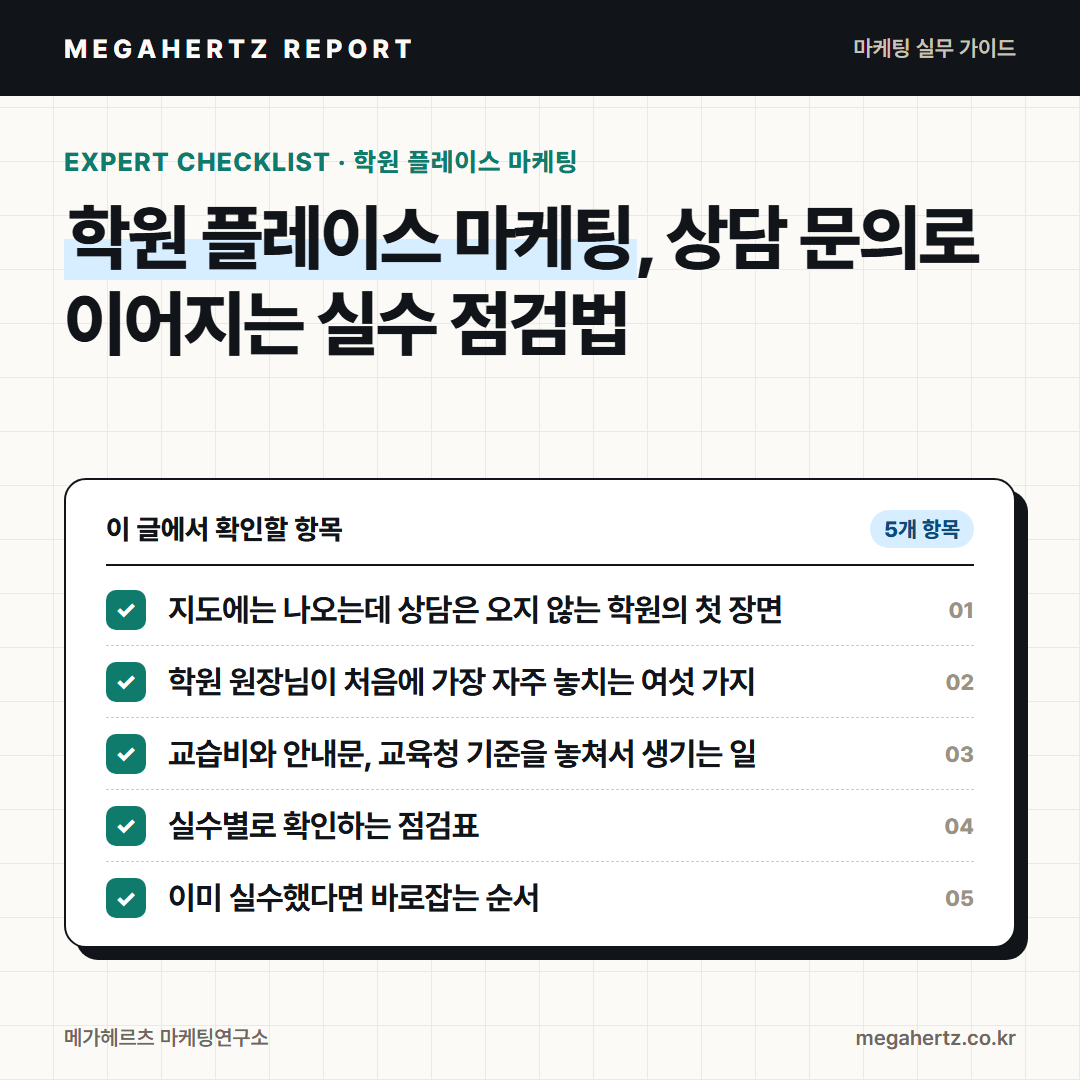 MEGAHERTZ REPORT
마케팅 실무 가이드
EXPERT CHECKLIST · 학원 플레이스 마케팅
학원 플레이스 마케팅, 상담 문의로
이어지는 실수 점검법
이 글에서 확인할 항목
5개 항목
지도에는 나오는데 상담은 오지 않는 학원의 첫 장면
01
학원 원장님이 처음에 가장 자주 놓치는 여섯 가지
02
교습비와 안내문, 교육청 기준을 놓쳐서 생기는 일
03
실수별로 확인하는 점검표
04
이미 실수했다면 바로잡는 순서
05
메가헤르츠 마케팅연구소
megahertz.co.kr